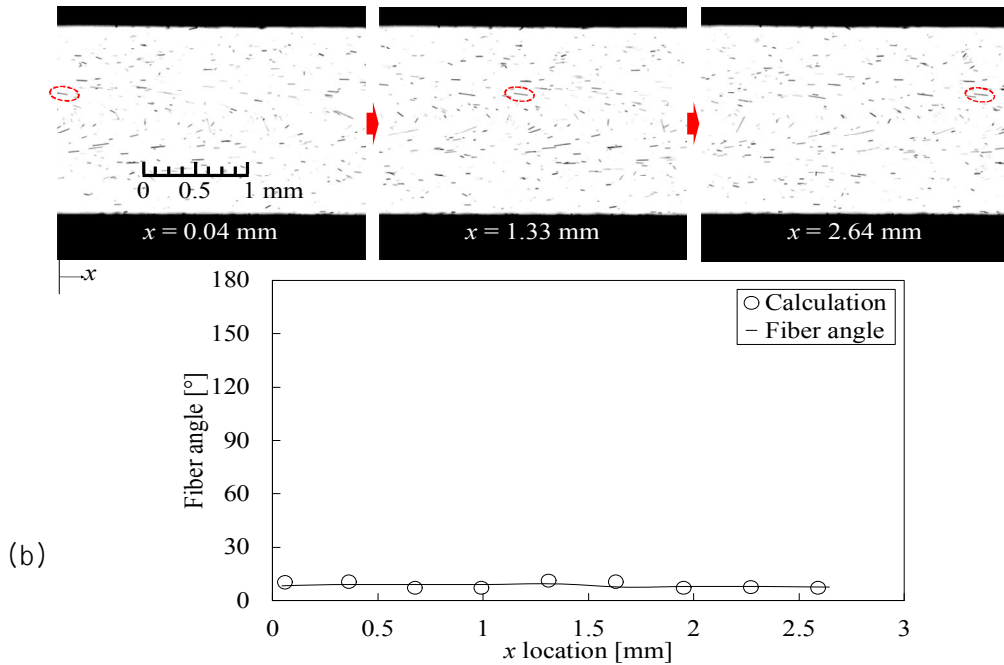 0 0.5 1 mm
x = 0.04 mm
x = 1.33 mm
x = 2.64 mm
x
180
150
120
90
60
30
0
Fiber angle [°]
Calculation
Fiber angle
0 0.5 1 1.5 2 2.5 3
x location [mm]
(b)